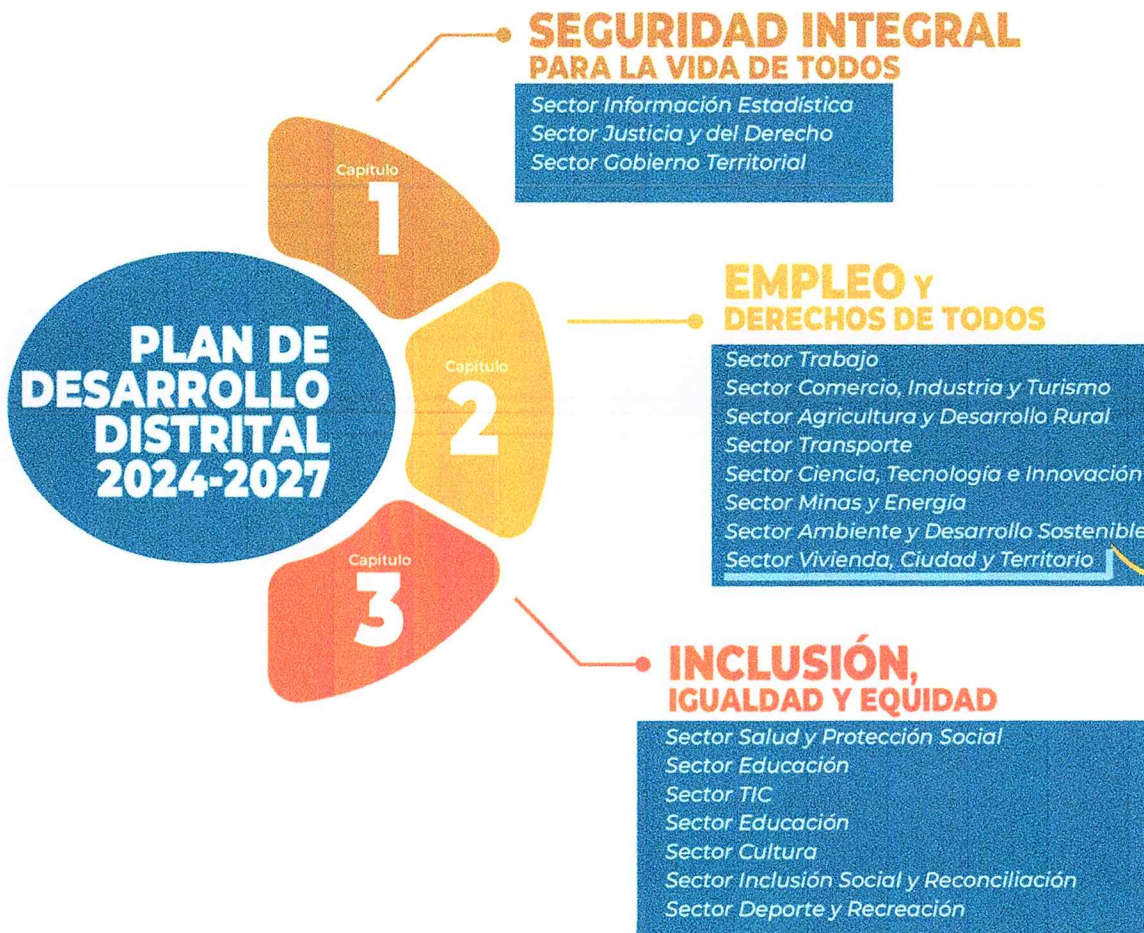 SEGURIDAD INTEGRAL
PARA LA VIDA DE TODOS
Sector Información Estadística
Sector Justicia y del Derecho
Sector Gobierno Territorial
Capítulo
1
EMPLEO Y
DERECHOS DE TODOS
Sector Trabajo
Sector Comercio, Industria y Turismo
Sector Agricultura y Desarrollo Rural
Sector Transporte
Sector Ciencia, Tecnología e Innovación
Sector Minas y Energía
Sector Ambiente y Desarrollo Sostenible
Sector Vivienda, Ciudad y Territorio
Capítulo
2
PLAN DE
DESARROLLO
DISTRITAL
2024-2027
Capítulo
3
INCLUSIÓN,
IGUALDAD Y EQUIDAD
Sector Salud y Protección Social
Sector Educación
Sector TIC
Sector Educación
Sector Cultura
Sector Inclusión Social y Reconciliación
Sector Deporte y Recreación